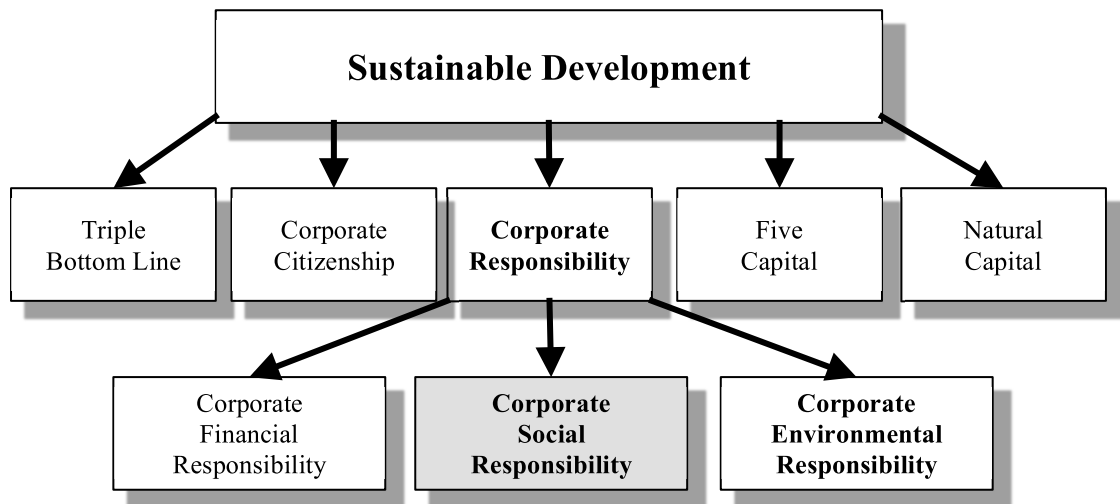 Sustainable Development
Triple
Bottom Line
Corporate
Citizenship
Corporate
Responsibility
Five
Capital
Natural
Capital
Corporate
Financial
Responsibility
Corporate
Social
Responsibility
Corporate
Environmental
Responsibility